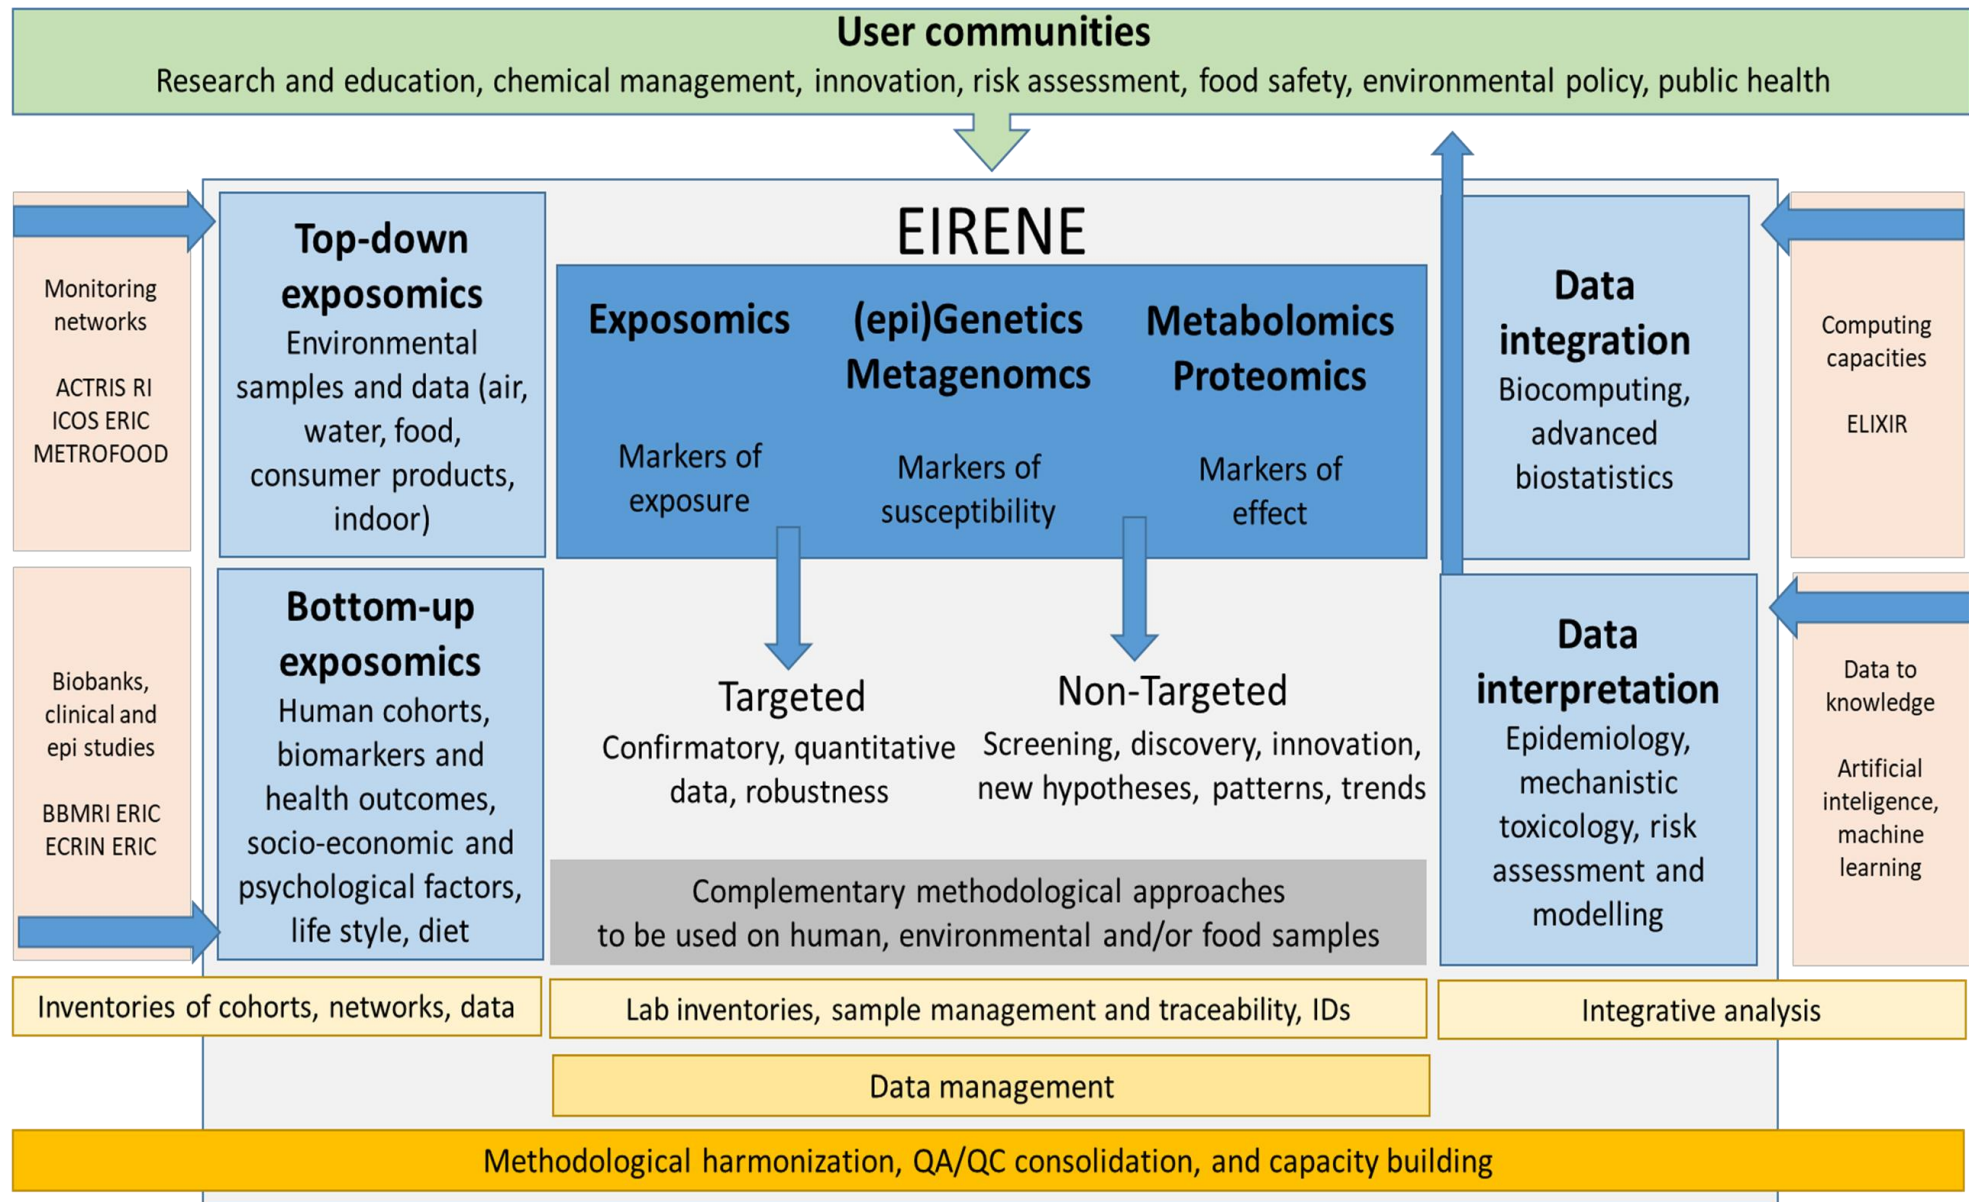 User communities
Research and education, chemical management, innovation, risk assessment, food safety, environmental policy, public health
Monitoring
networks
ACTRIS RI
ICOS ERIC
METROFOOD
Top-down
exposomics
Environmental
samples and data (air,
water, food,
consumer products,
indoor)
EIRENE
Exposomics
Markers of
exposure
(epi)Genetics
Metagenomcs
Markers of
susceptibility
Metabolomics
Proteomics
Markers of
effect
Data
integration
Biocomputing,
advanced
biostatistics
Computing
capacities
ELIXIR
Biobanks,
clinical and
epi studies
BBMRI ERIC
ECRIN ERIC
Bottom-up
exposomics
Human cohorts,
biomarkers and
health outcomes,
socio-economic and
psychological factors,
life style, diet
Targeted
Confirmatory, quantitative
data, robustness
Non-Targeted
Screening, discovery, innovation,
new hypotheses, patterns, trends
Complementary methodological approaches
to be used on human, environmental and/or food samples
Data
interpretation
Epidemiology,
mechanistic
toxicology, risk
assessment and
modelling
Data to
knowledge
Artificial
inteligence,
machine
learning
Inventories of cohorts, networks, data
Lab inventories, sample management and traceability, IDs
Integrative analysis
Data management
Methodological harmonization, QA/QC consolidation, and capacity building